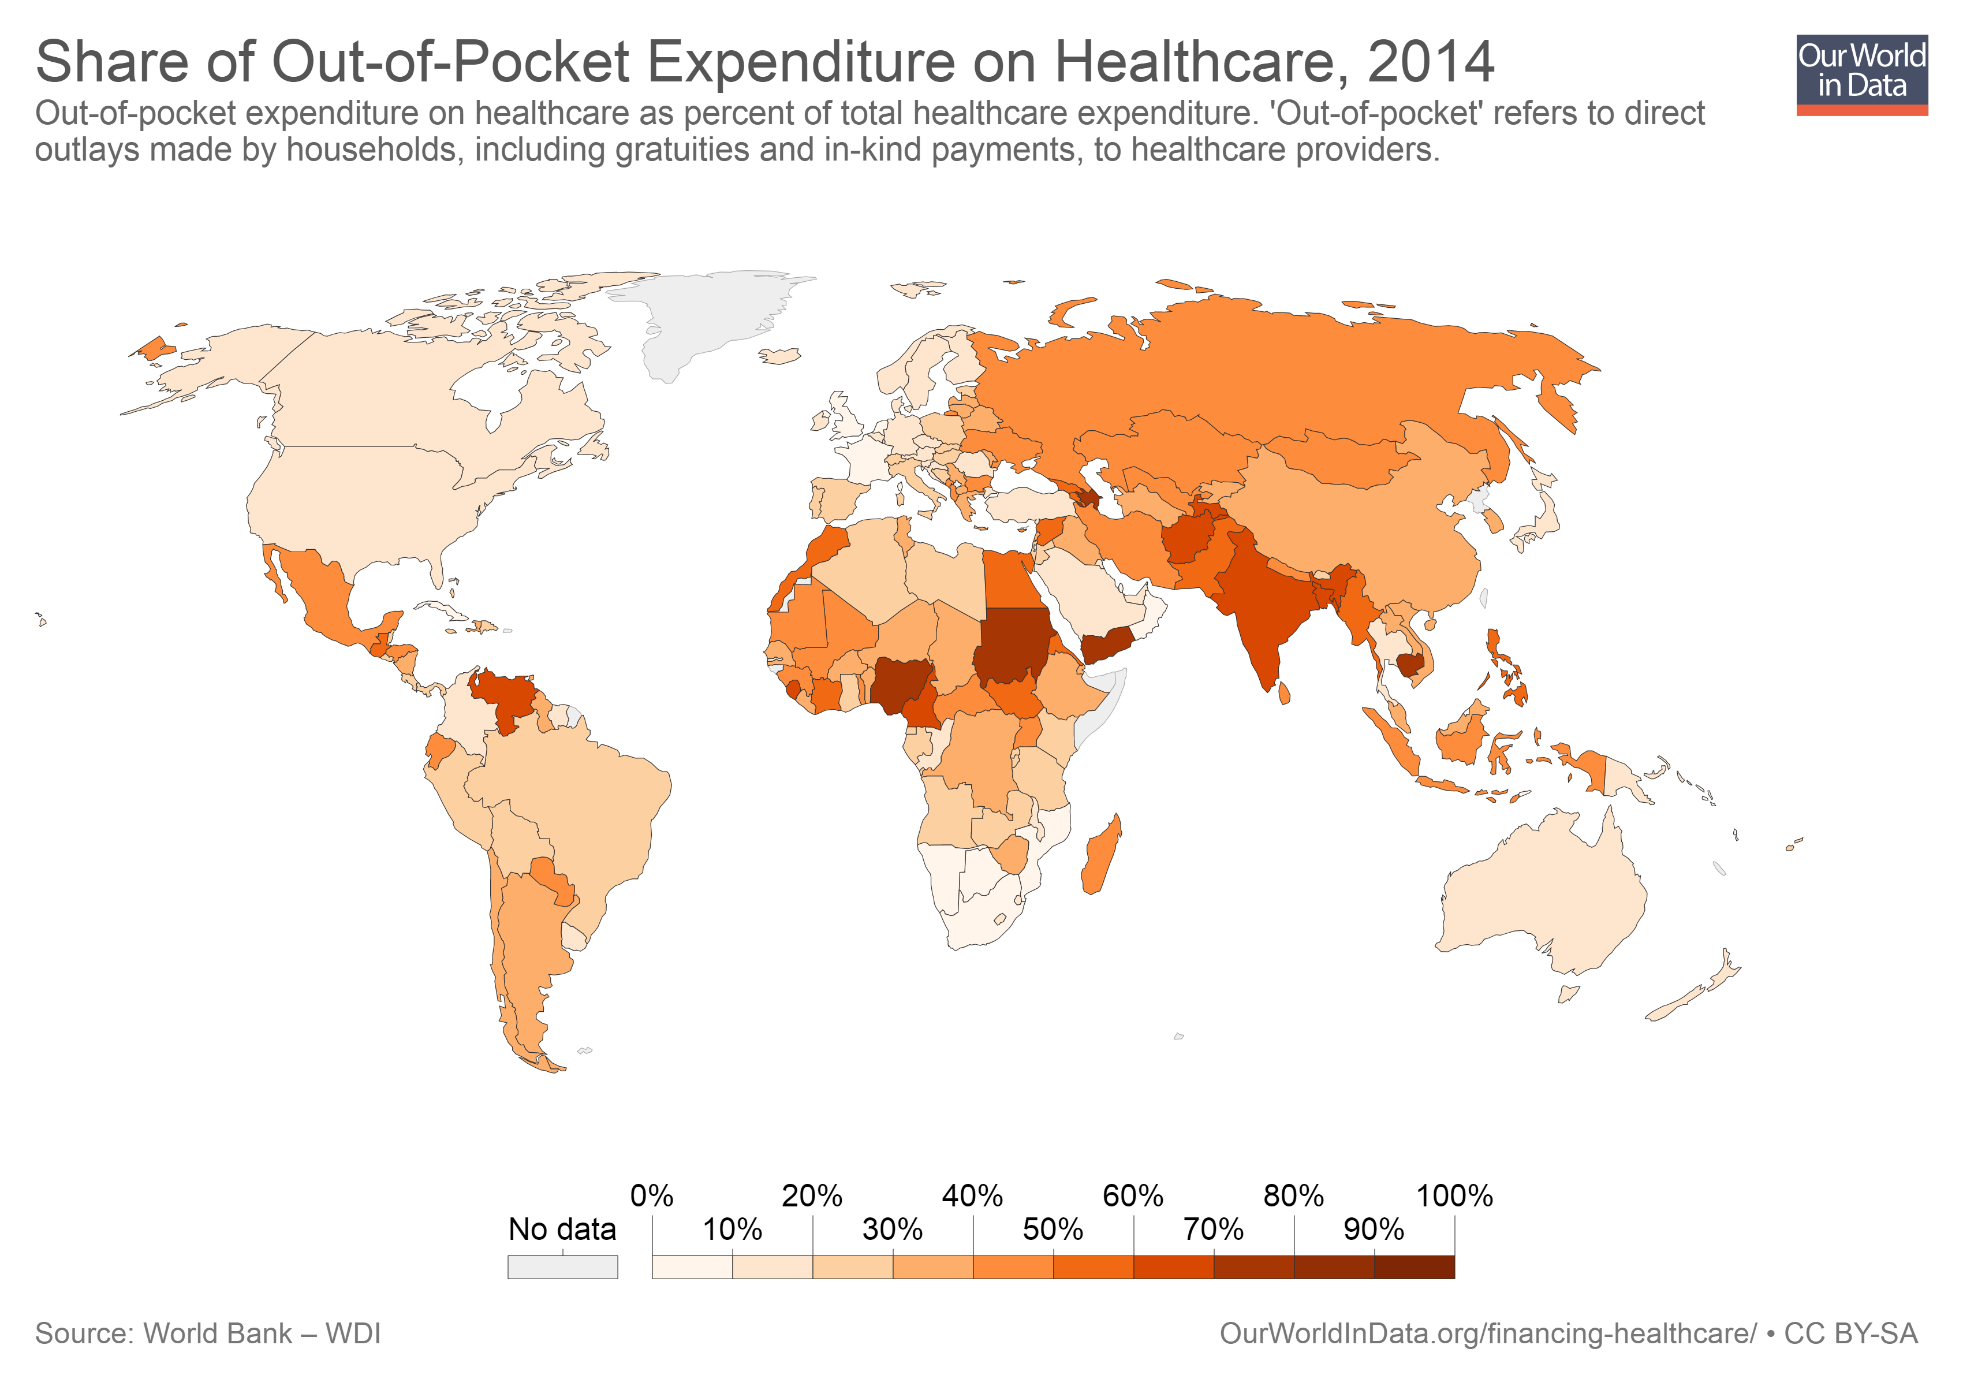 Share of Out-of-Pocket Expenditure on Healthcare, 2014
Our World
in Data
Out-of-pocket expenditure on healthcare as percent of total healthcare expenditure. 'Out-of-pocket' refers to direct
outlays made by households, including gratuities and in-kind payments, to healthcare providers.
0% 20% 40% 60% 80% 100%
No data 10% 30% 50% 70% 90%
Source: World Bank – WDI
OurWorldInData.org/financing-healthcare/ • CC BY-SA